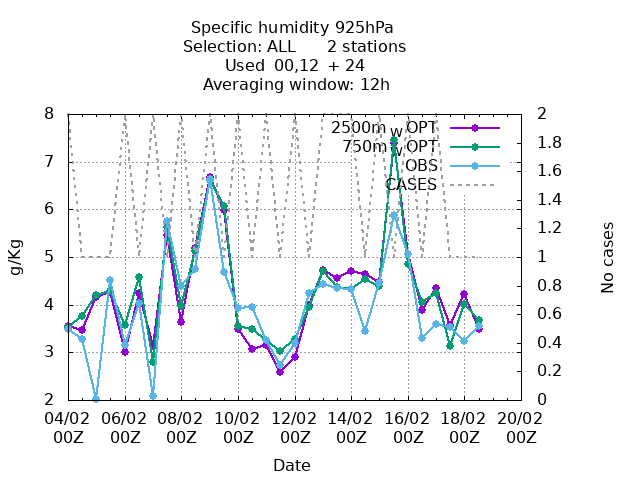 Specific humidity 925hPa
Selection: ALL 2 stations
Used 00,12 + 24
Averaging window: 12h
2500m w OPT
750m w OPT
OBS
CASES
g/Kg
8
7
6
5
4
3
2
No cases
2
1.8
1.6
1.4
1.2
1
0.8
0.6
0.4
0.2
0
04/02 06/02 08/02 10/02 12/02 14/02 16/02 18/02 20/02
00Z 00Z 00Z 00Z 00Z 00Z 00Z 00Z 00Z
Date